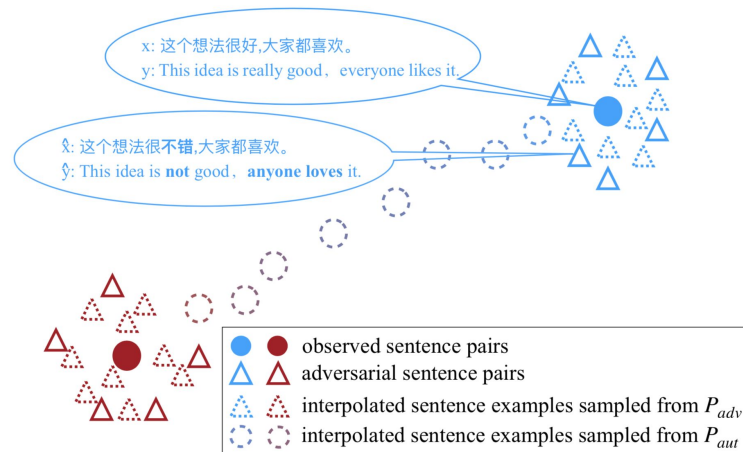 x: 这个想法很好,大家都喜欢。
y: This idea is really good, everyone likes it.
x̂: 这个想法很不错,大家都喜欢。
ŷ: This idea is not good, anyone loves it.
observed sentence pairs
adversarial sentence pairs
interpolated sentence examples sampled from P_adv
interpolated sentence examples sampled from P_aut